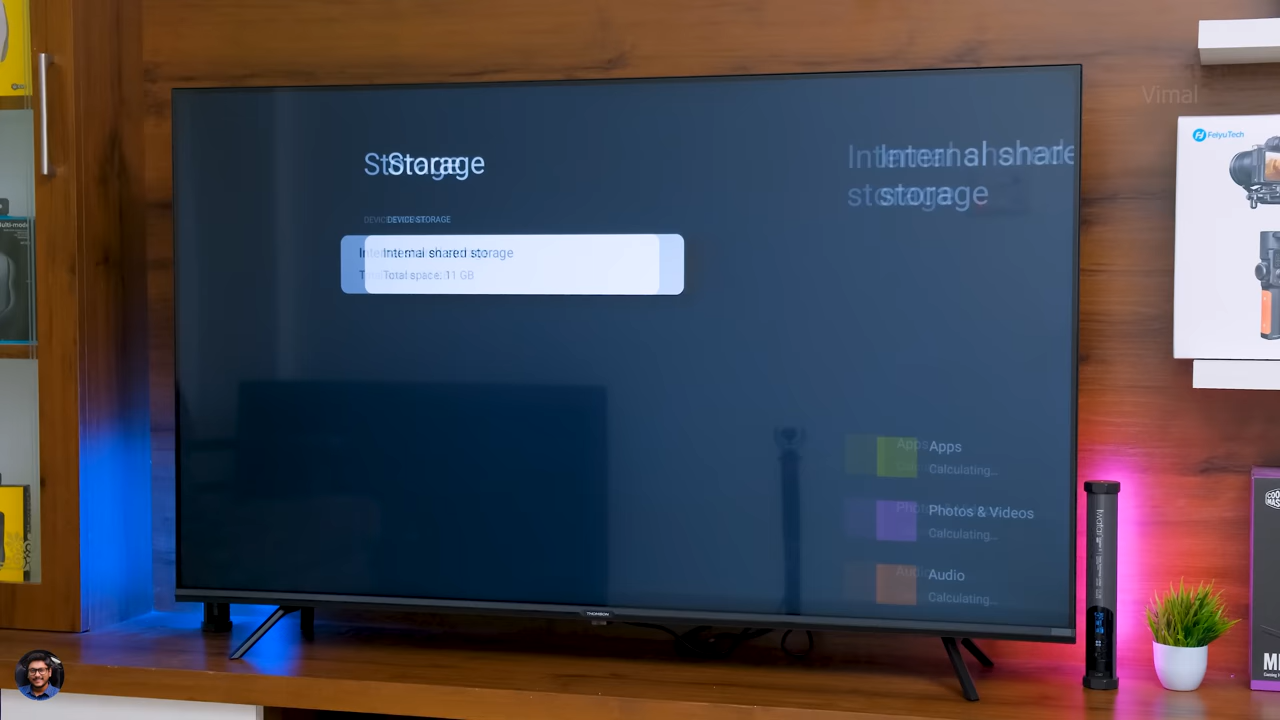 Vimal
FeiyuTech
Storage
Internal shared
storage
DEVICE STORAGE
Internal shared storage
Total space: 11 GB
Apps
Calculating...
Photos & Videos
Calculating...
Audio
Calculating...
THOMSON